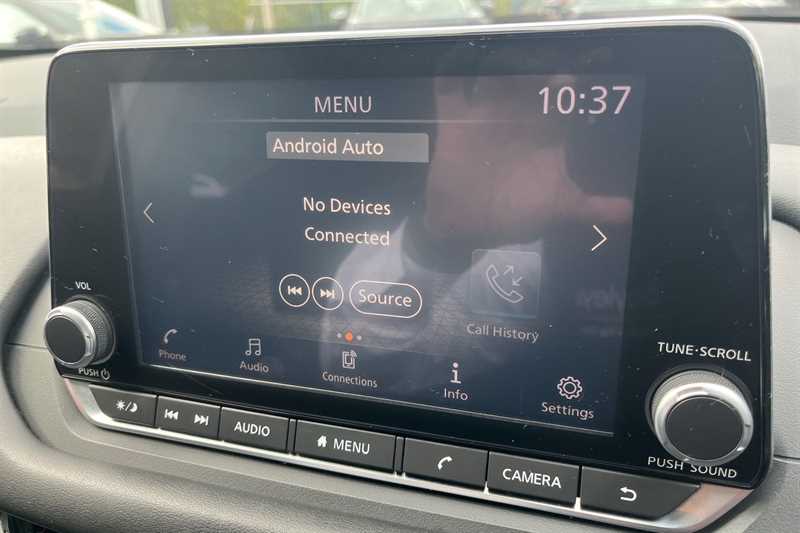 MENU
10:37
Android Auto
No Devices
Connected
Source
Call History
Phone
Audio
Connections
Info
Settings
VOL
PUSH
TUNE·SCROLL
PUSH SOUND
AUDIO
MENU
CAMERA